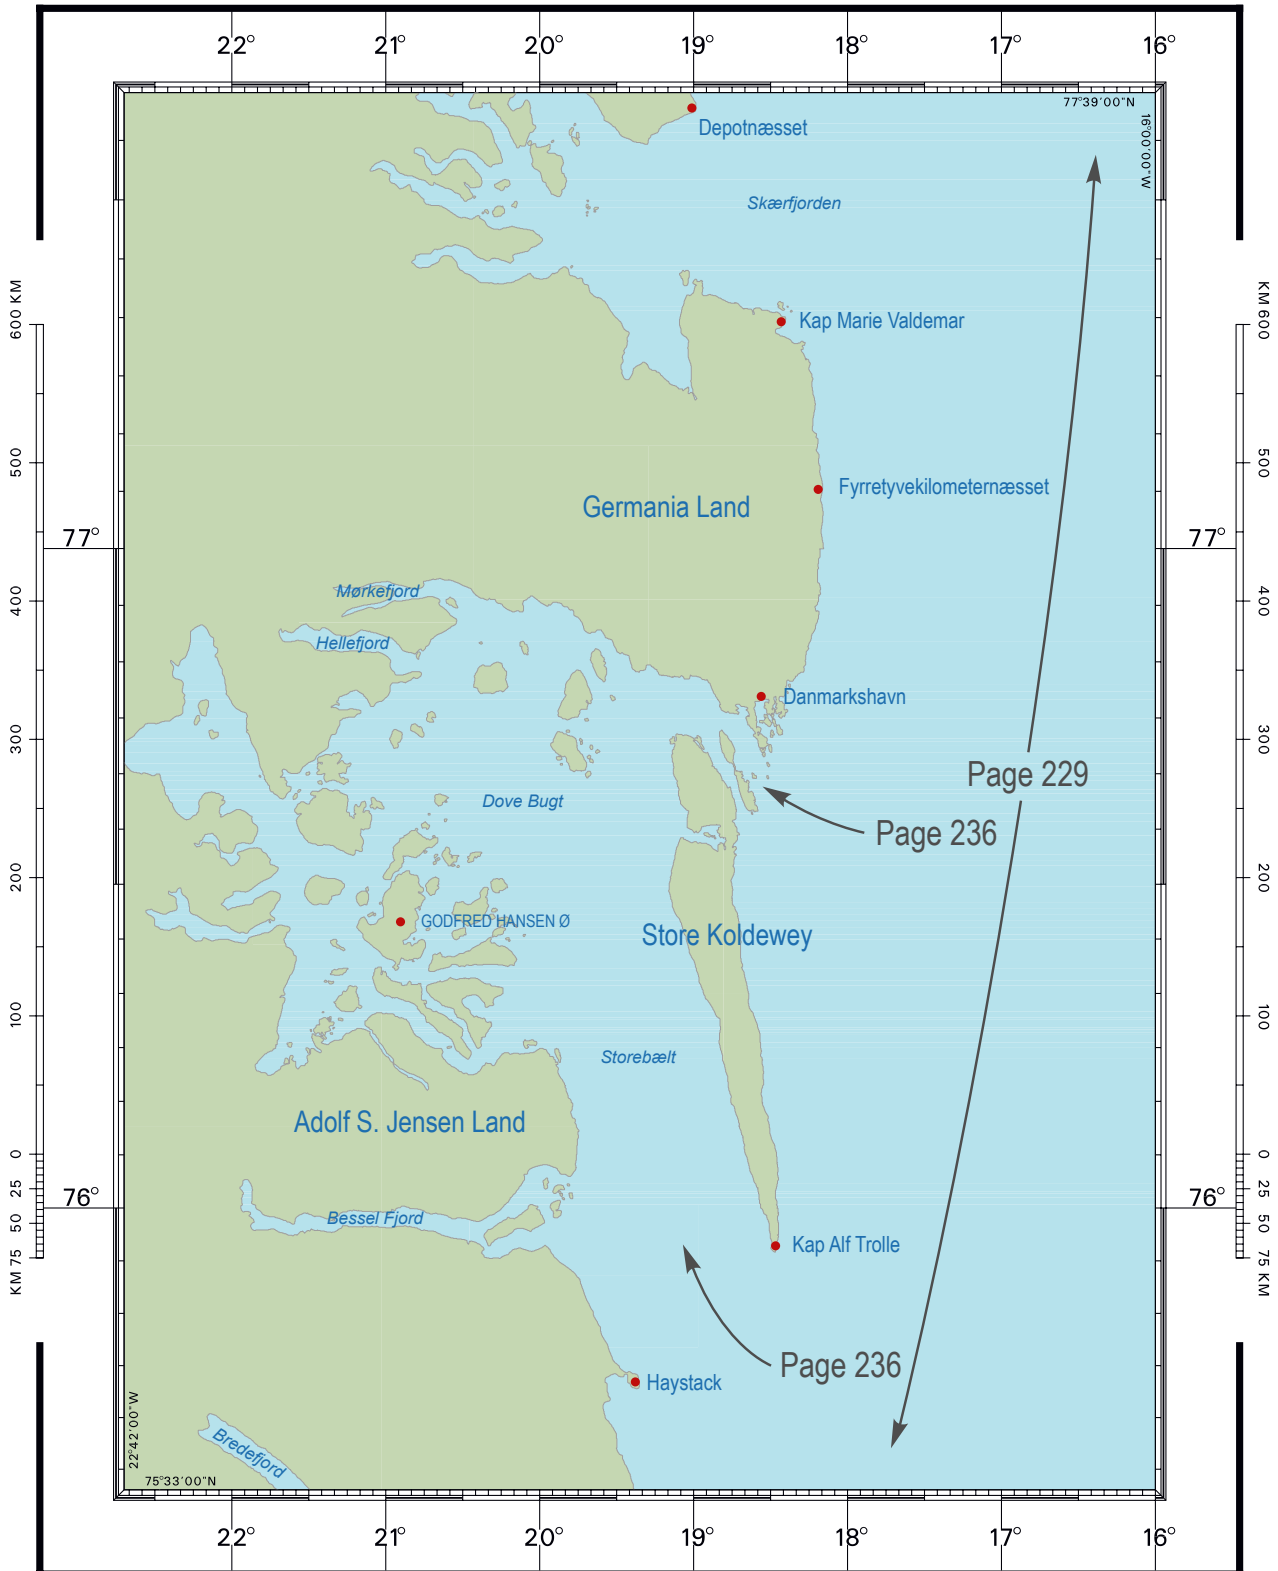 22° 21° 20° 19° 18° 17° 16°
77°39'00"N
16°00'00"W
Depotnæsset
Skærfjorden
600 KM
KM 600
Kap Marie Valdemar
500
500
Fyrretyvekilometernæsset
Germania Land
77°
77°
Mørkefjord
400
400
Hellefjord
Danmarkshavn
300
300
Page 229
Dove Bugt
Page 236
200
200
GODFRED HANSEN Ø
Store Koldewey
100
100
Storebælt
Adolf S. Jensen Land
0
0
25
25
76°
76°
Bessel Fjord
50
50
Kap Alf Trolle
KM 75
75 KM
Page 236
Haystack
Bredefjord
22°42'00"W
75°33'00"N
22° 21° 20° 19° 18° 17° 16°